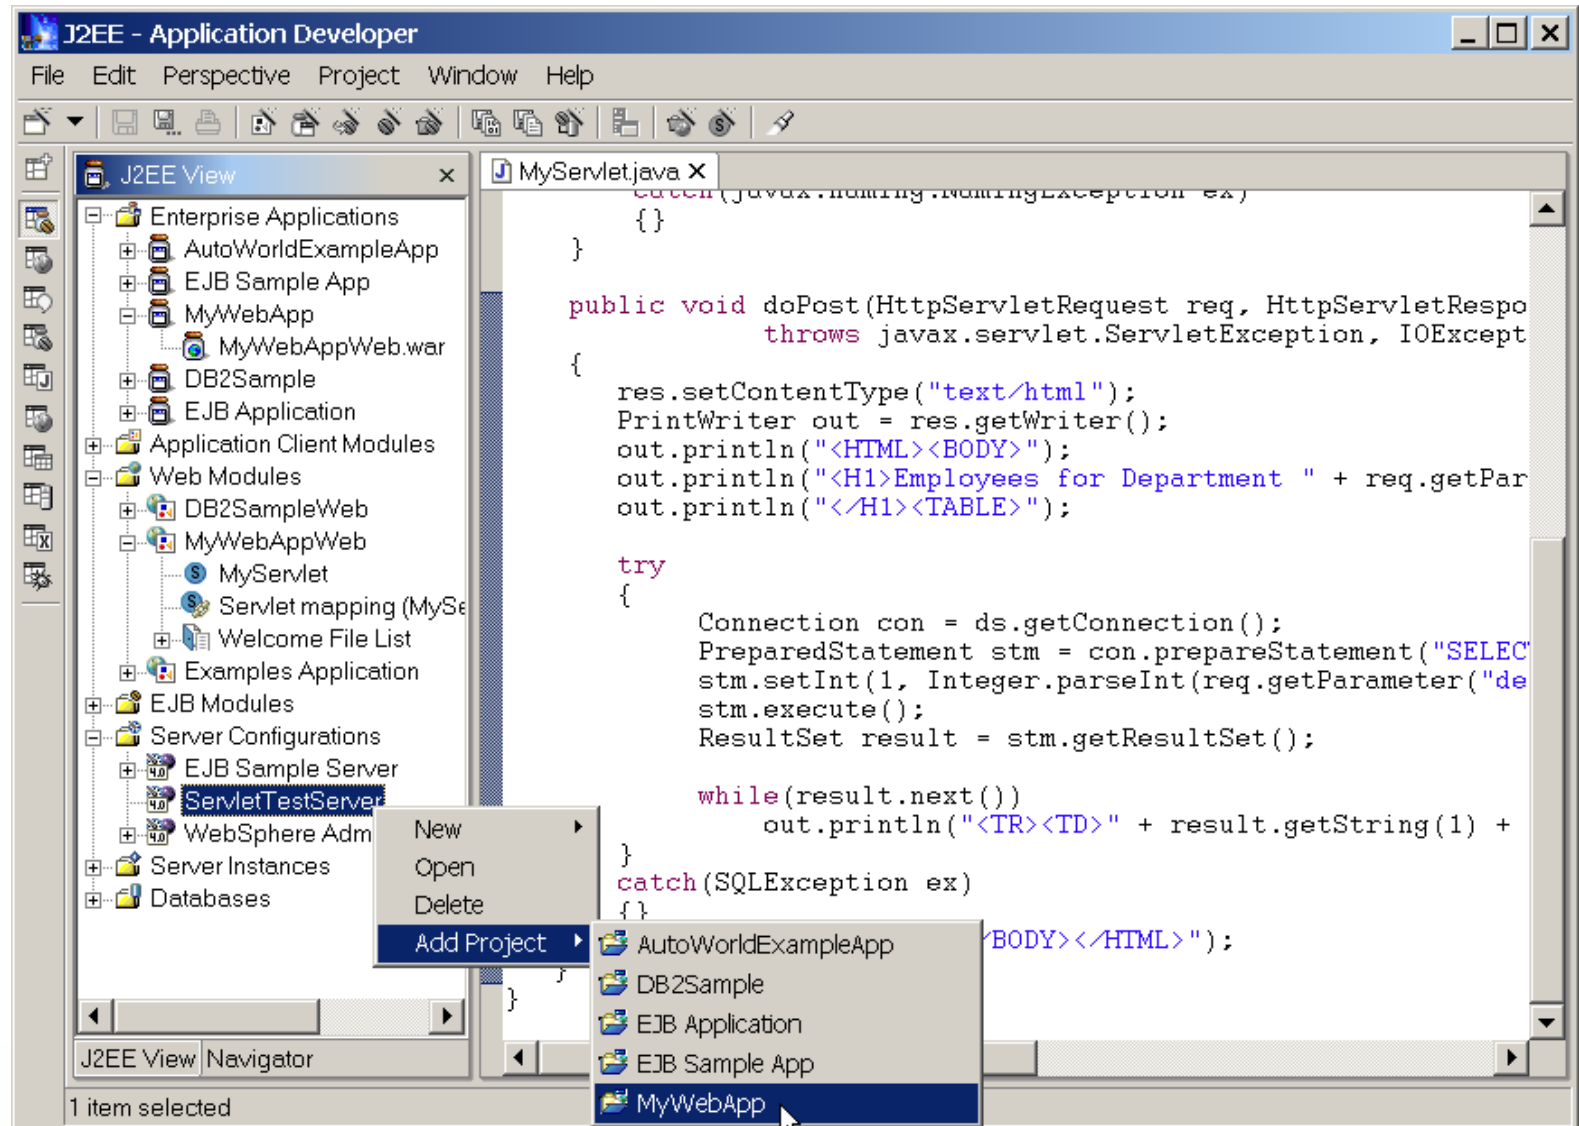 J2EE - Application Developer
File Edit Perspective Project Window Help
J2EE View
Enterprise Applications
AutoWorldExampleApp
EJB Sample App
MyWebApp
MyWebAppWeb.war
DB2Sample
EJB Application
Application Client Modules
Web Modules
DB2SampleWeb
MyWebAppWeb
MyServlet
Servlet mapping (MySe
Welcome File List
Examples Application
EJB Modules
Server Configurations
EJB Sample Server
ServletTestServer
WebSphere Adm
Server Instances
Databases
J2EE View Navigator
1 item selected
MyServlet.java
catch(javax.naming.NamingException ex)
{}
}
public void doPost(HttpServletRequest req, HttpServletRespo
throws javax.servlet.ServletException, IOExcept
{
res.setContentType("text/html");
PrintWriter out = res.getWriter();
out.println("<HTML><BODY>");
out.println("<H1>Employees for Department " + req.getPar
out.println("</H1><TABLE>");
try
{
Connection con = ds.getConnection();
PreparedStatement stm = con.prepareStatement("SELEC
stm.setInt(1, Integer.parseInt(req.getParameter("de
stm.execute();
ResultSet result = stm.getResultSet();
while(result.next())
out.println("<TR><TD>" + result.getString(1) +
}
catch(SQLException ex)
{}
/BODY></HTML>");
}
}
New
Open
Delete
Add Project
AutoWorldExampleApp
DB2Sample
EJB Application
EJB Sample App
MyWebApp